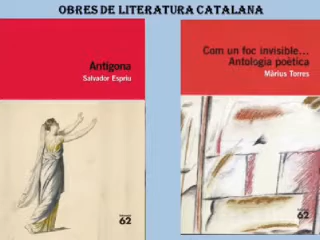 OBRES DE LITERATURA CATALANA
Antígona
Salvador Espriu
62
Com un foc invisible...
Antologia poètica
Màrius Torres
62